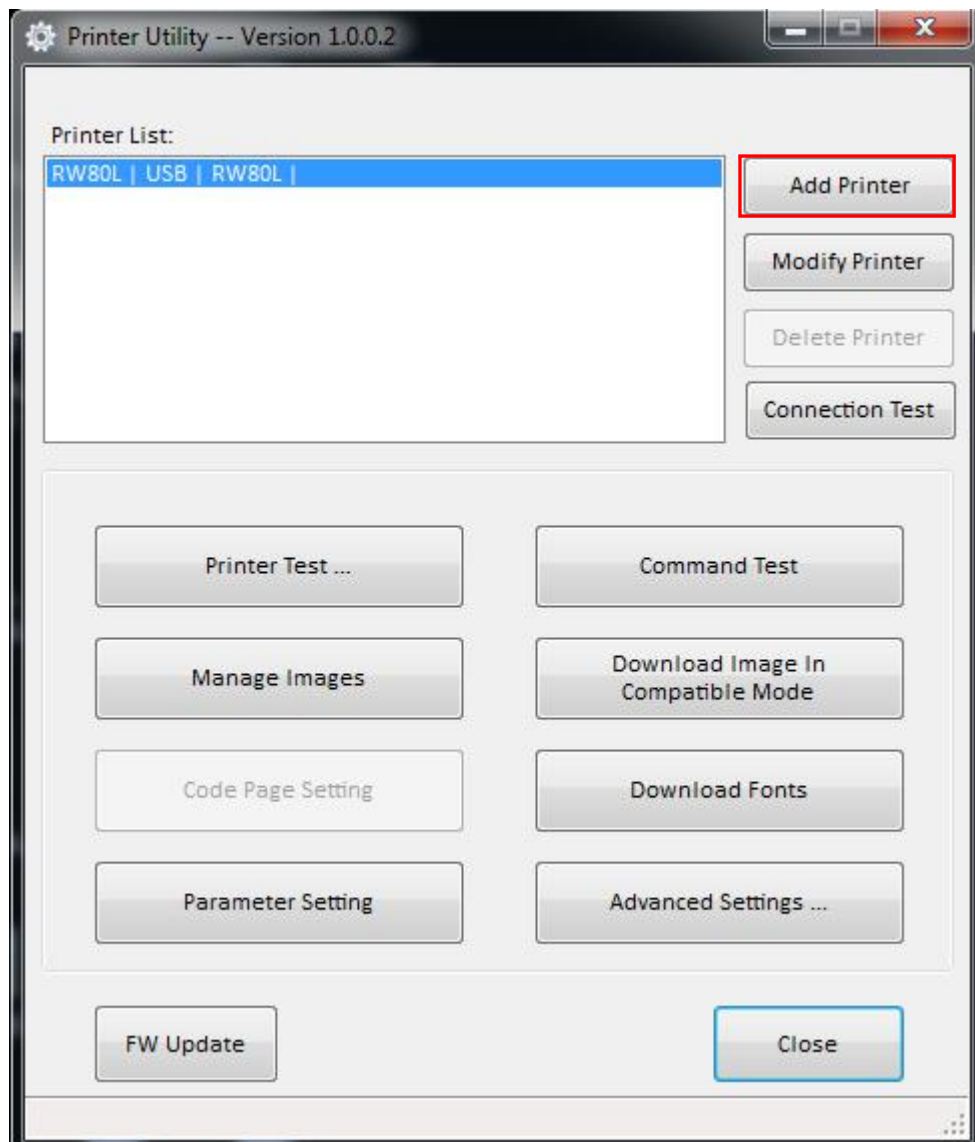 Printer Utility -- Version 1.0.0.2
Printer List:
RW80L | USB | RW80L |
Add Printer
Modify Printer
Delete Printer
Connection Test
Printer Test ...
Command Test
Manage Images
Download Image In
Compatible Mode
Code Page Setting
Download Fonts
Parameter Setting
Advanced Settings ...
FW Update
Close